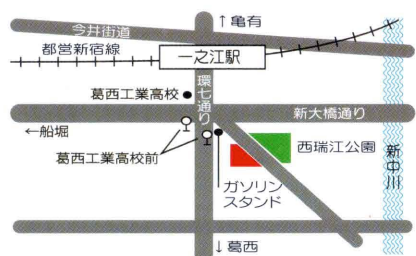 ↑亀有
今井街道
都営新宿線
一之江駅
環七通り
葛西工業高校
新大橋通り
←船堀
葛西工業高校前
西瑞江公園
新中川
ガソリン
スタンド
↓葛西